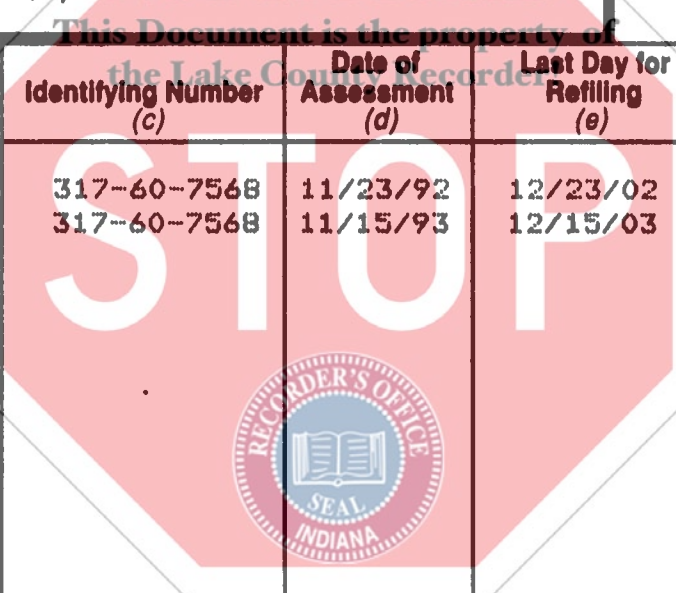 This Document is the property of
the Lake County Recorder
Identifying Number
(c)
Date of
Assessment
(d)
Last Day for
Refiling
(e)
317-60-7568 11/23/92 12/23/02
317-60-7568 11/15/93 12/15/03
STOP
RECORDER'S OFFICE
SEAL
INDIANA